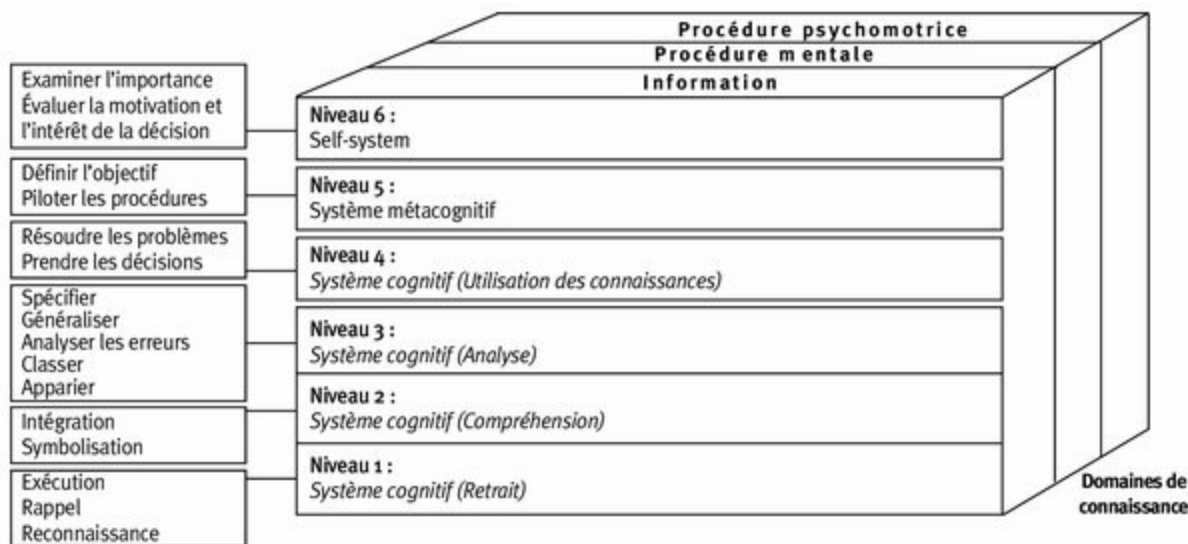 Procédure psychomotrice
Procédure mentale
Information
Examiner l'importance
Évaluer la motivation et
l'intérêt de la décision
Niveau 6 :
Self-system
Définir l'objectif
Piloter les procédures
Niveau 5 :
Système métacognitif
Résoudre les problèmes
Prendre les décisions
Niveau 4 :
Système cognitif (Utilisation des connaissances)
Spécifier
Généraliser
Analyser les erreurs
Classer
Apparier
Niveau 3 :
Système cognitif (Analyse)
Intégration
Symbolisation
Niveau 2 :
Système cognitif (Compréhension)
Exécution
Rappel
Reconnaissance
Niveau 1 :
Système cognitif (Retrait)
Domaines de
connaissance